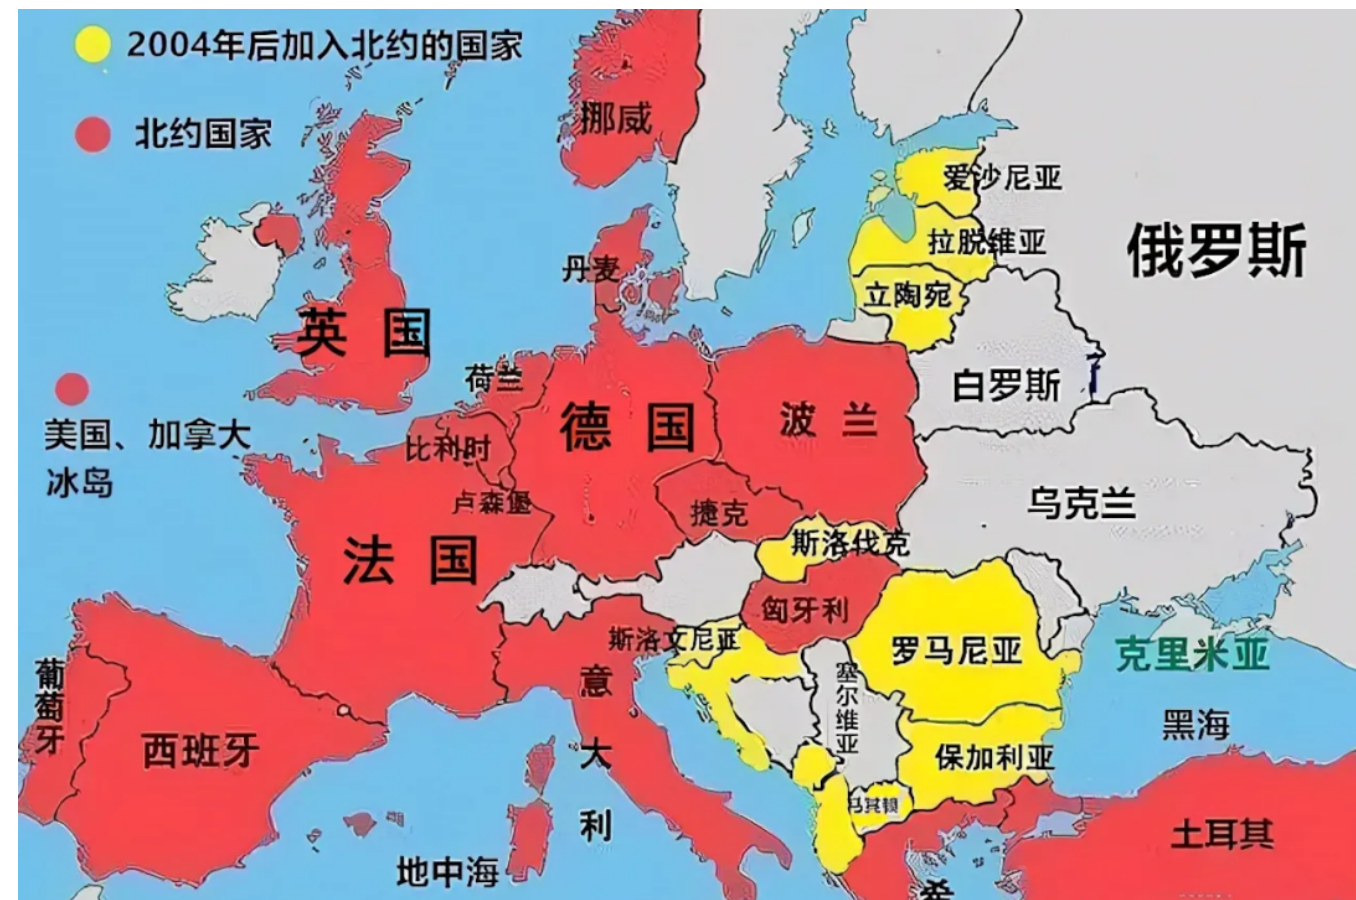 2004年后加入北约的国家
北约国家
挪威
爱沙尼亚
拉脱维亚
俄罗斯
丹麦
立陶宛
英国
荷兰
白罗斯
美国、加拿大
冰岛
德国
波兰
比利时
卢森堡
捷克
乌克兰
斯洛伐克
法国
匈牙利
斯洛文尼亚
罗马尼亚
克里米亚
葡萄牙
意大利
塞尔维亚
黑海
西班牙
保加利亚
马其顿
土耳其
地中海
希